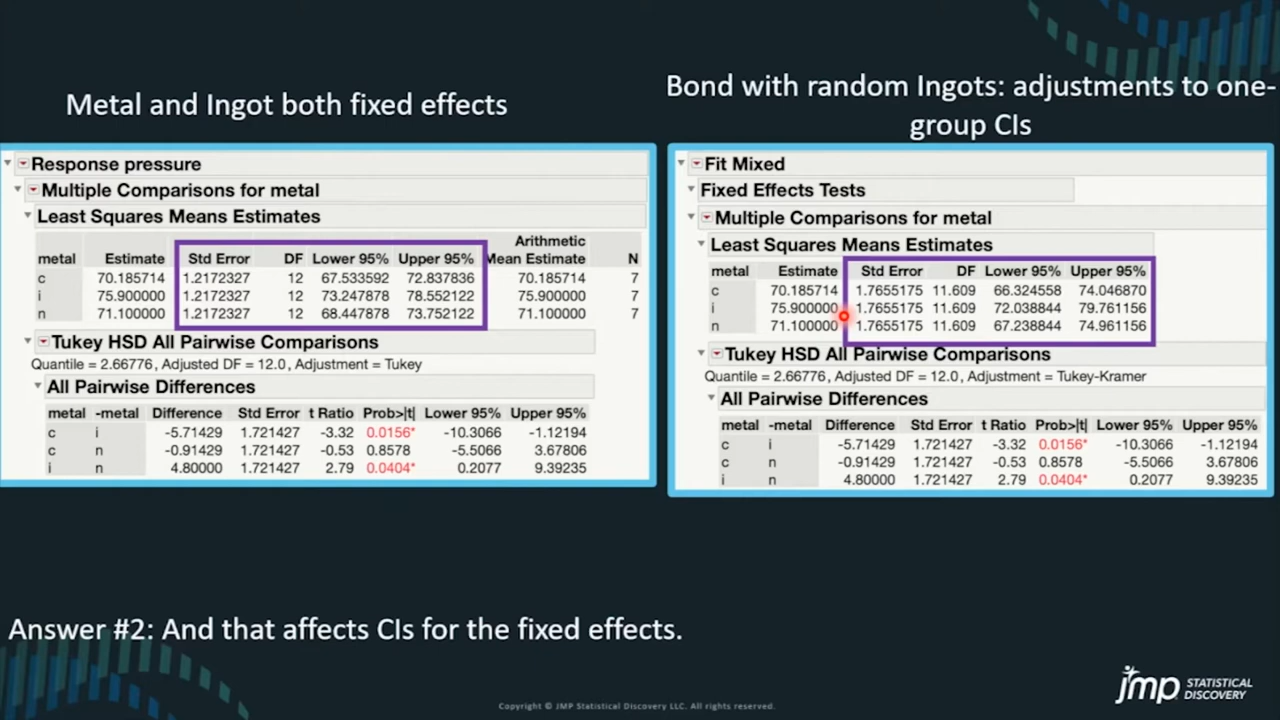 Metal and Ingot both fixed effects
Response pressure
Multiple Comparisons for metal
Least Squares Means Estimates
Arithmetic
metal Estimate Std Error DF Lower 95% Upper 95% Mean Estimate N
c 70.185714 1.2172327 12 67.533592 72.837836 70.185714 7
i 75.900000 1.2172327 12 73.247878 78.552122 75.900000 7
n 71.100000 1.2172327 12 68.447878 73.752122 71.100000 7
Tukey HSD All Pairwise Comparisons
Quantile = 2.66776, Adjusted DF = 12.0, Adjustment = Tukey
All Pairwise Differences
metal -metal Difference Std Error t Ratio Prob>|t| Lower 95% Upper 95%
c i -5.71429 1.721427 -3.32 0.0156* -10.3066 -1.12194
c n -0.91429 1.721427 -0.53 0.8578 -5.5066 3.67806
i n 4.80000 1.721427 2.79 0.0404* 0.2077 9.39235
Bond with random Ingots: adjustments to one-
group CIs
Fit Mixed
Fixed Effects Tests
Multiple Comparisons for metal
Least Squares Means Estimates
metal Estimate Std Error DF Lower 95% Upper 95%
c 70.185714 1.7655175 11.609 66.324558 74.046870
i 75.900000 1.7655175 11.609 72.038844 79.761156
n 71.100000 1.7655175 11.609 67.238844 74.961156
Tukey HSD All Pairwise Comparisons
Quantile = 2.66776, Adjusted DF = 12.0, Adjustment = Tukey-Kramer
All Pairwise Differences
metal -metal Difference Std Error t Ratio Prob>|t| Lower 95% Upper 95%
c i -5.71429 1.721427 -3.32 0.0156* -10.3066 -1.12194
c n -0.91429 1.721427 -0.53 0.8578 -5.5066 3.67806
i n 4.80000 1.721427 2.79 0.0404* 0.2077 9.39235
Answer #2: And that affects CIs for the fixed effects.
jmp STATISTICAL
DISCOVERY
Copyright © JMP Statistical Discovery LLC. All rights reserved.